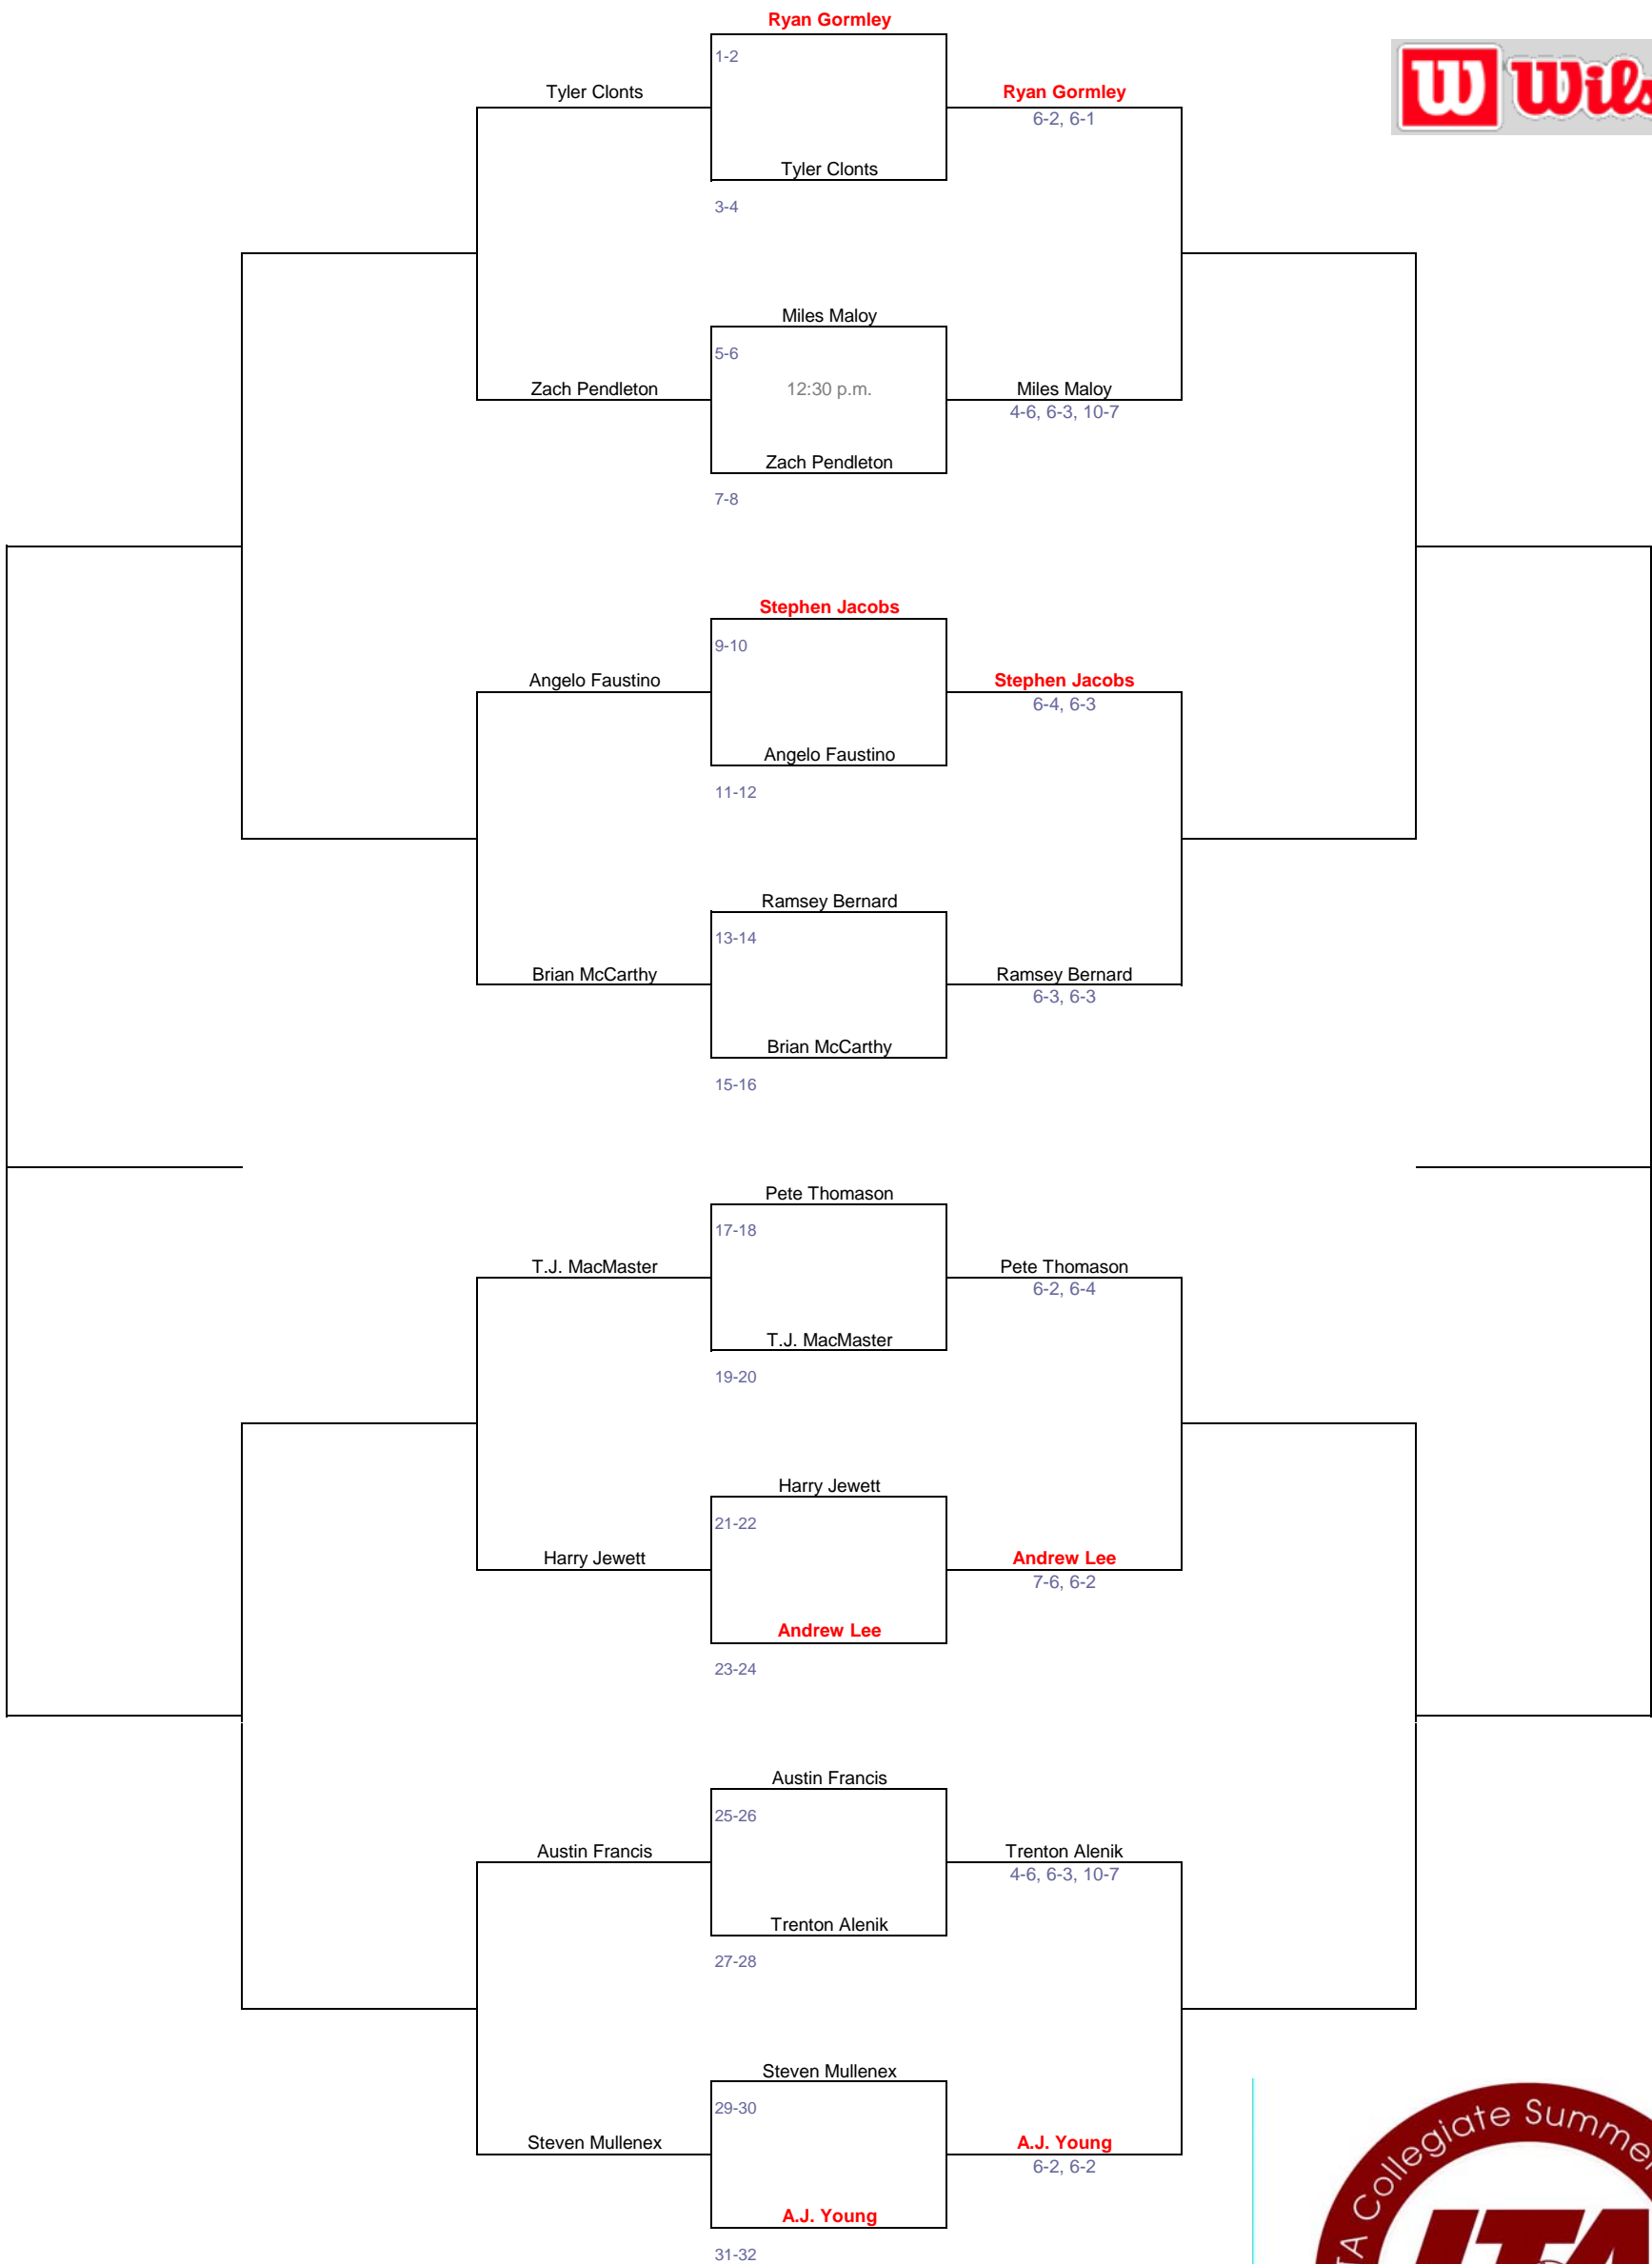 Ryan Gormley
1-2
Tyler Clonts
Ryan Gormley
6-2, 6-1
Tyler Clonts
3-4
Miles Maloy
5-6
Zach Pendleton
12:30 p.m.
Miles Maloy
4-6, 6-3, 10-7
Zach Pendleton
7-8
Stephen Jacobs
9-10
Angelo Faustino
Stephen Jacobs
6-4, 6-3
Angelo Faustino
11-12
Ramsey Bernard
13-14
Brian McCarthy
Ramsey Bernard
6-3, 6-3
Brian McCarthy
15-16
Pete Thomason
17-18
T.J. MacMaster
Pete Thomason
6-2, 6-4
T.J. MacMaster
19-20
Harry Jewett
21-22
Harry Jewett
Andrew Lee
7-6, 6-2
Andrew Lee
23-24
Austin Francis
25-26
Austin Francis
Trenton Alenik
4-6, 6-3, 10-7
Trenton Alenik
27-28
Steven Mullenex
29-30
Steven Mullenex
A.J. Young
6-2, 6-2
A.J. Young
31-32
W Wils
TA Collegiate Summe
ITA